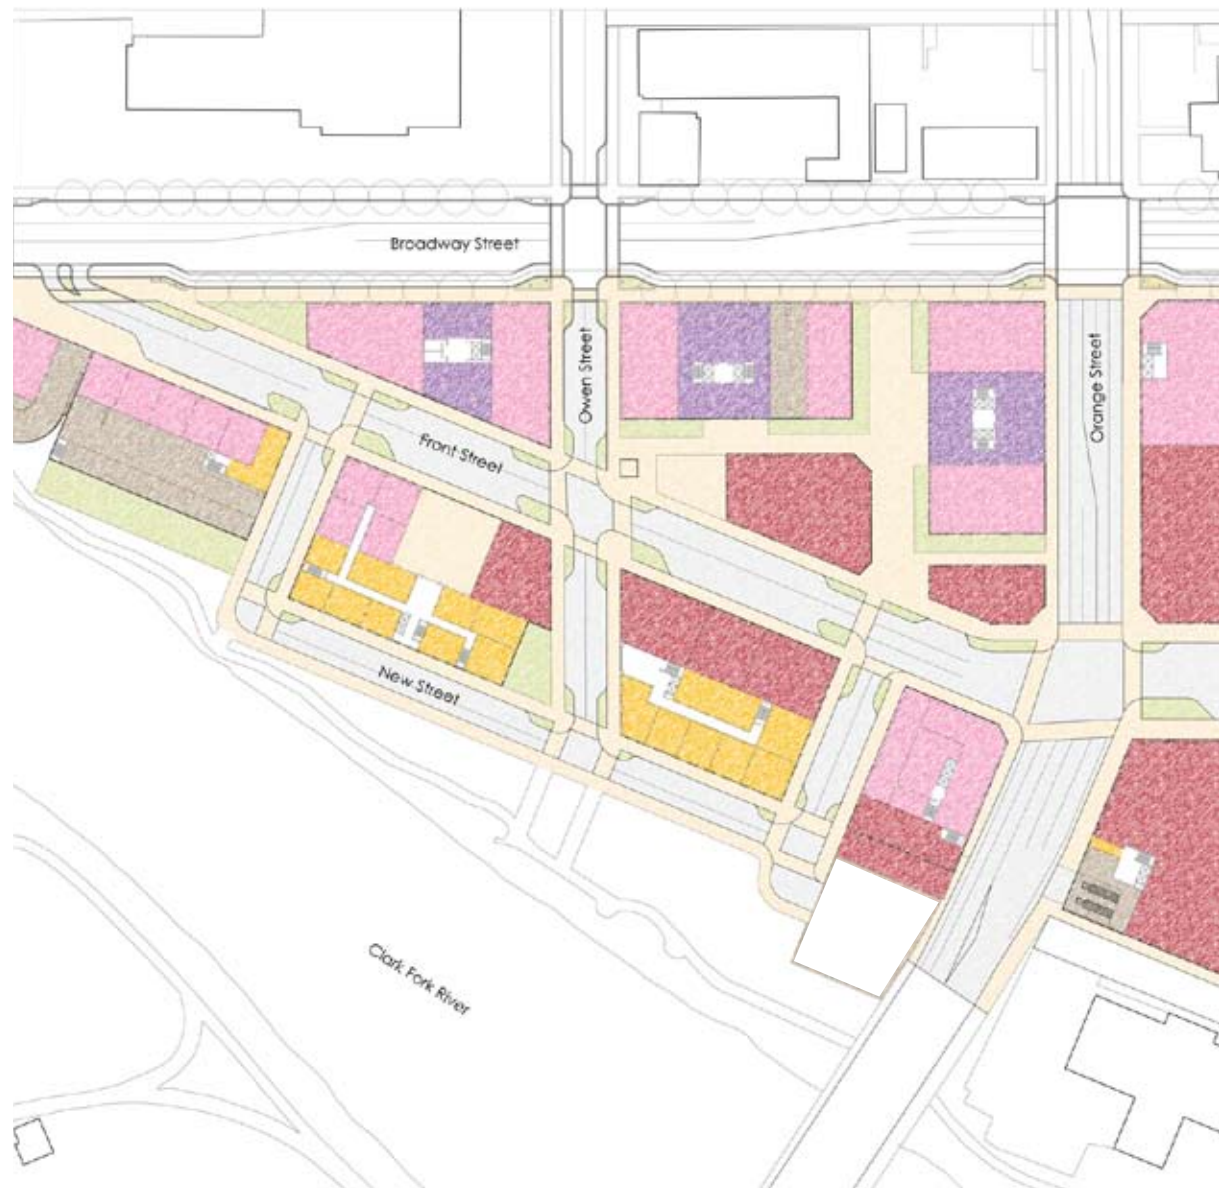 Broadway Street
Owen Street
Orange Street
Front Street
New Street
Clark Fork River